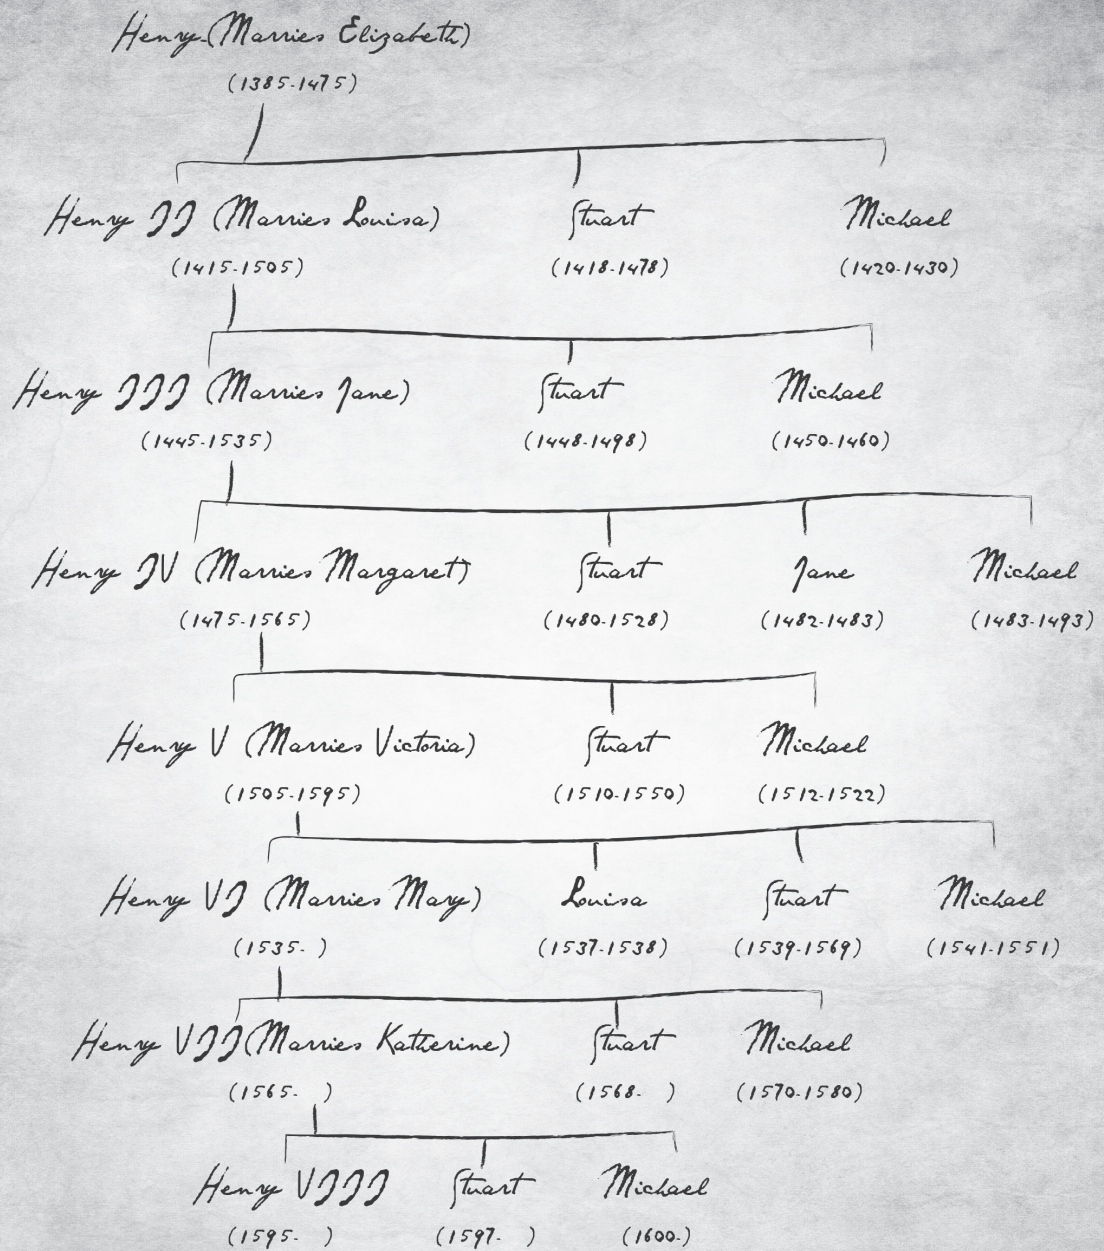 Henry (Marries Elizabeth)
(1385-1475)
Henry II (Marries Louisa) Stuart Michael
(1415-1505) (1418-1478) (1420-1430)
Henry III (Marries Jane) Stuart Michael
(1445-1535) (1448-1498) (1450-1460)
Henry IV (Marries Margaret) Stuart Jane Michael
(1475-1565) (1480-1528) (1482-1483) (1483-1493)
Henry V (Marries Victoria) Stuart Michael
(1505-1595) (1510-1550) (1512-1522)
Henry VI (Marries Mary) Louisa Stuart Michael
(1535- ) (1537-1538) (1539-1569) (1541-1551)
Henry VII (Marries Katherine) Stuart Michael
(1565- ) (1568- ) (1570-1580)
Henry VIII Stuart Michael
(1595- ) (1597- ) (1600-)